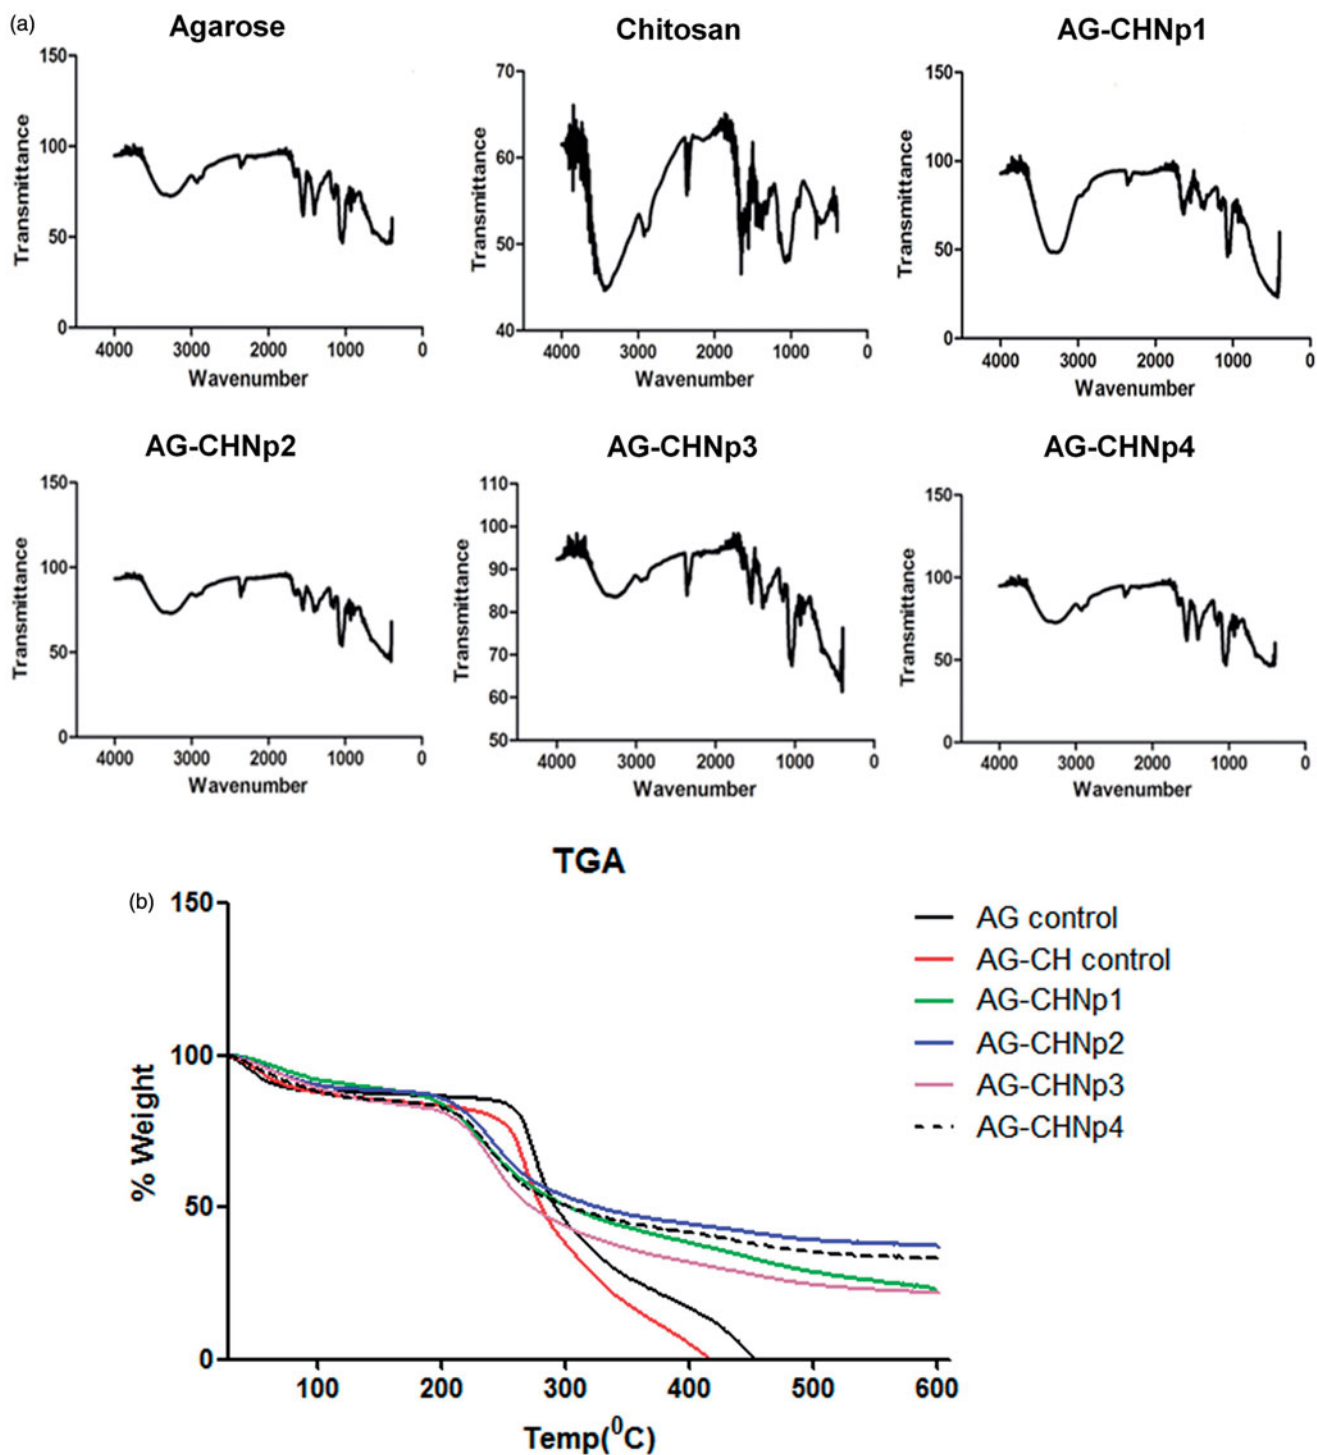 (a)
Agarose
Chitosan
AG-CHNp1
150
100
50
0
Transmittance
4000 3000 2000 1000 0
Wavenumber
70
60
50
40
Transmittance
4000 3000 2000 1000 0
Wavenumber
150
100
50
0
Transmittance
4000 3000 2000 1000 0
Wavenumber
AG-CHNp2
AG-CHNp3
AG-CHNp4
150
100
50
0
Transmittance
4000 3000 2000 1000 0
Wavenumber
110
100
90
80
70
60
50
Transmittance
4000 3000 2000 1000 0
Wavenumber
150
100
50
0
Transmittance
4000 3000 2000 1000 0
Wavenumber
TGA
(b)
150
100
50
0
% Weight
100 200 300 400 500 600
Temp(⁰C)
AG control
AG-CH control
AG-CHNp1
AG-CHNp2
AG-CHNp3
AG-CHNp4